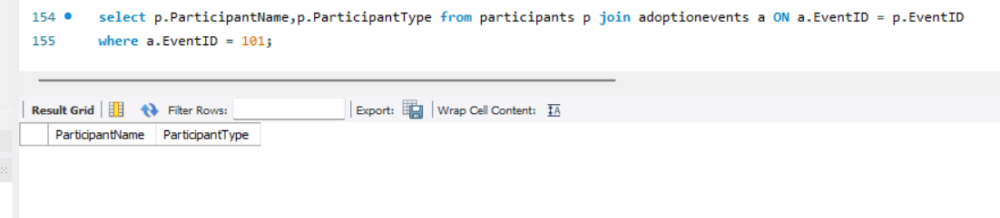 154 select p.ParticipantName,p.ParticipantType from participants p join adoptionevents a ON a.EventID = p.EventID
155 where a.EventID = 101;
Result Grid Filter Rows: Export: Wrap Cell Content: IA
ParticipantName ParticipantType